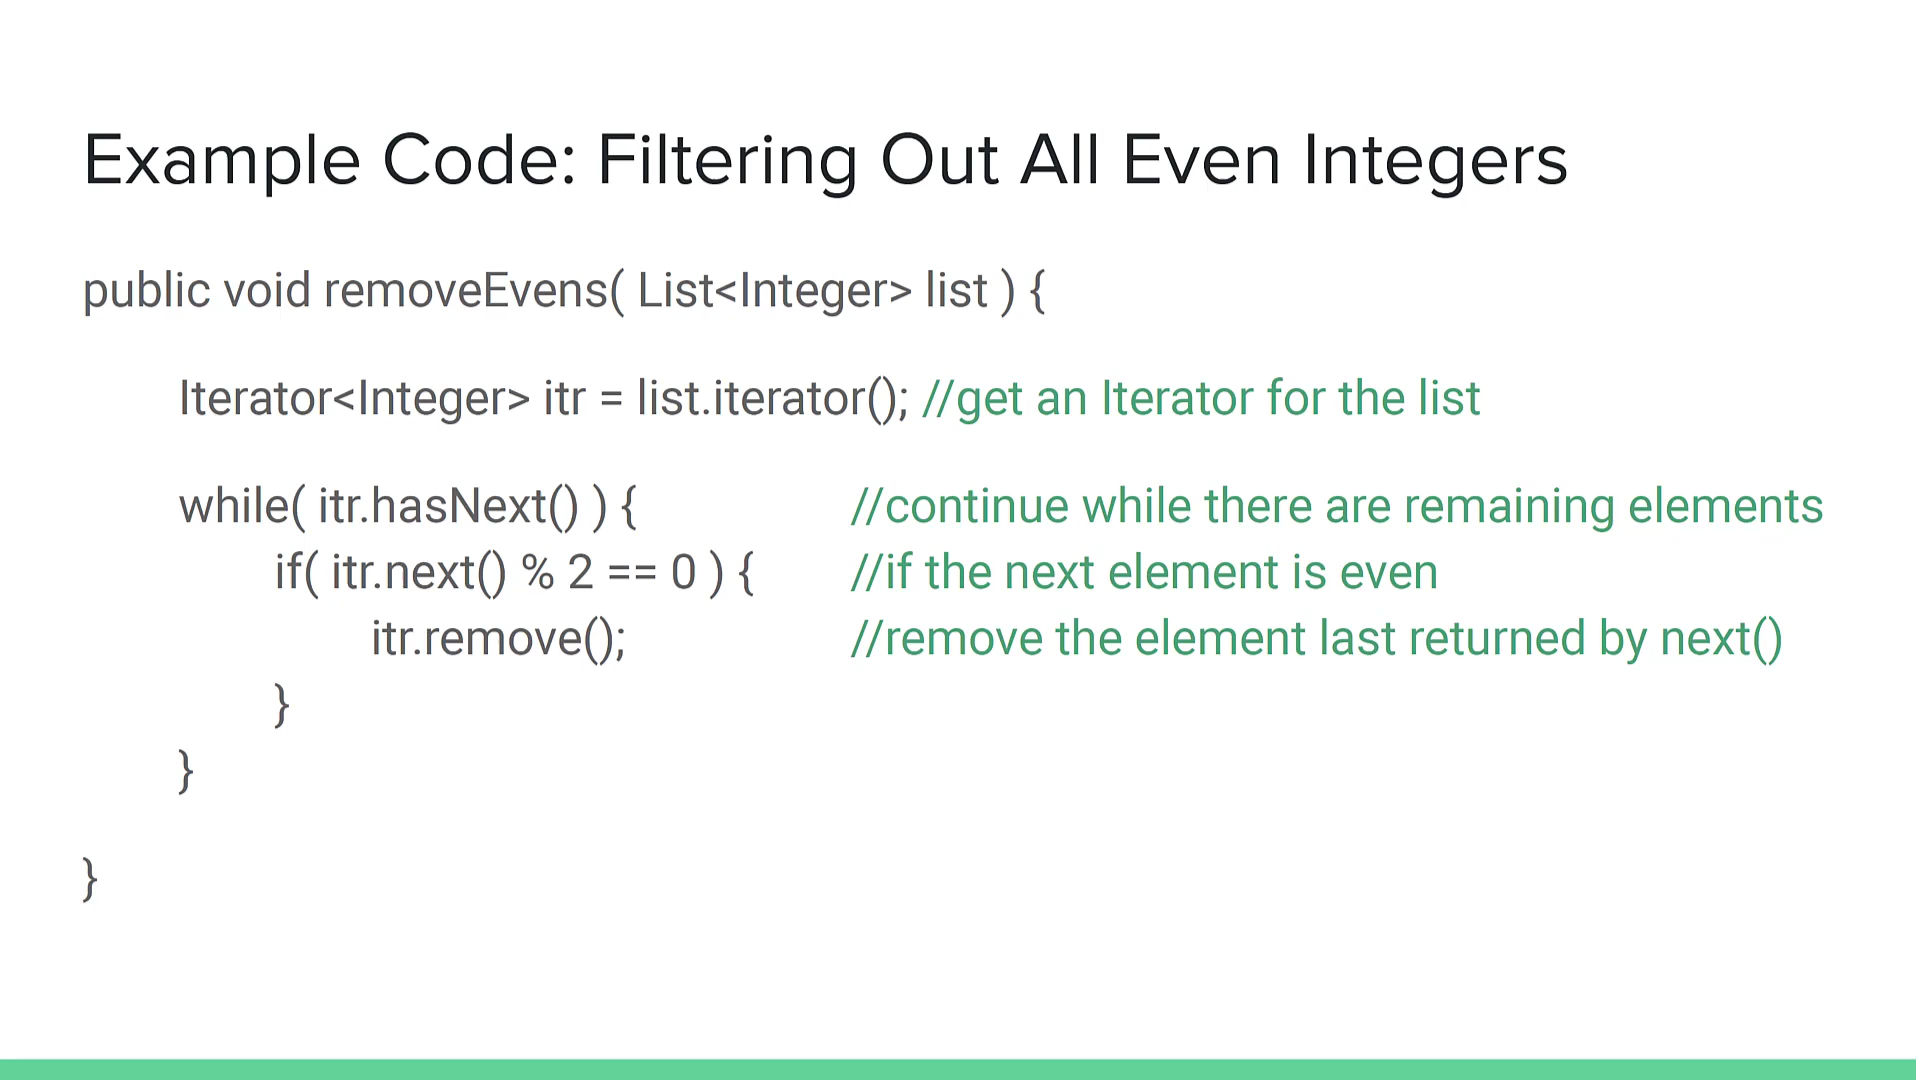 Example Code: Filtering Out All Even Integers
public void removeEvens( List<Integer> list ) {
Iterator<Integer> itr = list.iterator(); //get an Iterator for the list
while( itr.hasNext() ) { //continue while there are remaining elements
if( itr.next() % 2 == 0 ) { //if the next element is even
itr.remove(); //remove the element last returned by next()
}
}
}